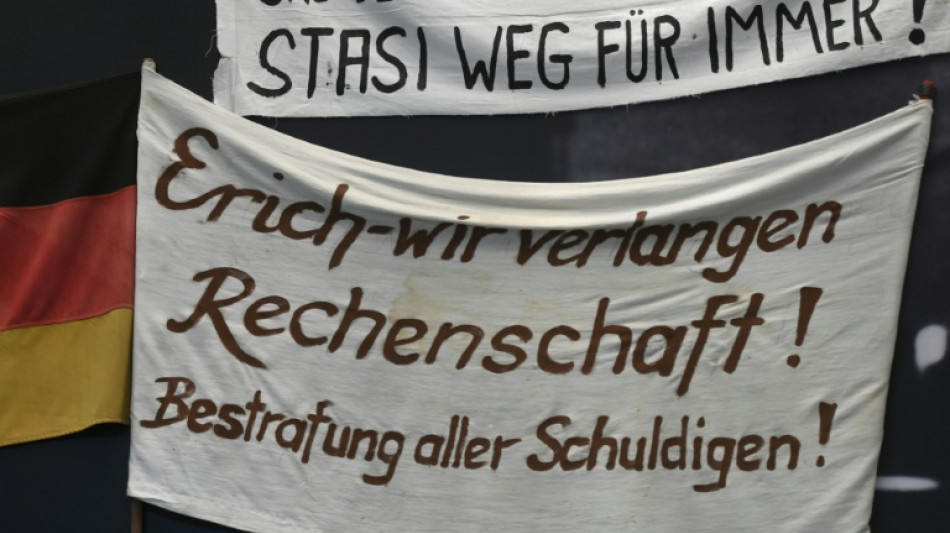 STASI WEG FÜR IMMER!
Erich-wir verlangen
Rechenschaft!
Bestrafung aller Schuldigen!